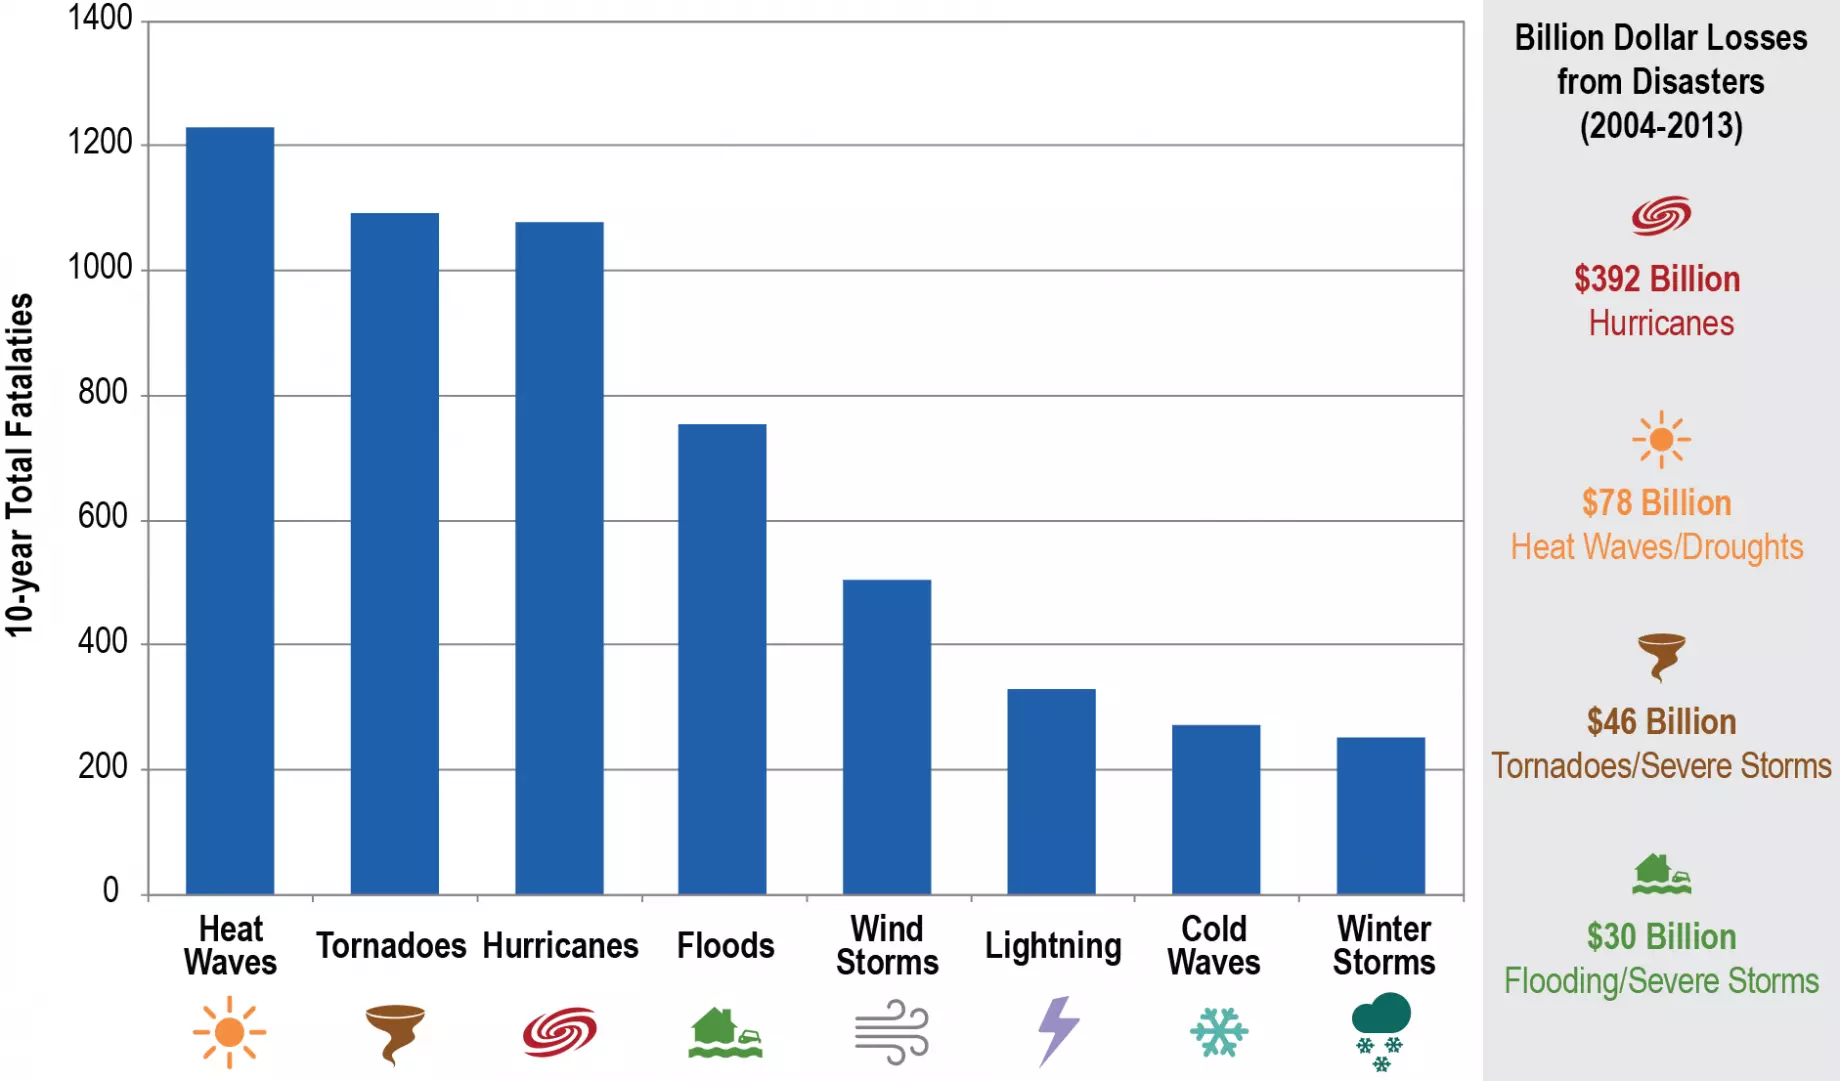 1400
1200
1000
800
600
400
200
0
10-year Total Fatalaties
Heat
Waves
Tornadoes
Hurricanes
Floods
Wind
Storms
Lightning
Cold
Waves
Winter
Storms
Billion Dollar Losses
from Disasters
(2004-2013)
$392 Billion
Hurricanes
$78 Billion
Heat Waves/Droughts
$46 Billion
Tornadoes/Severe Storms
$30 Billion
Flooding/Severe Storms